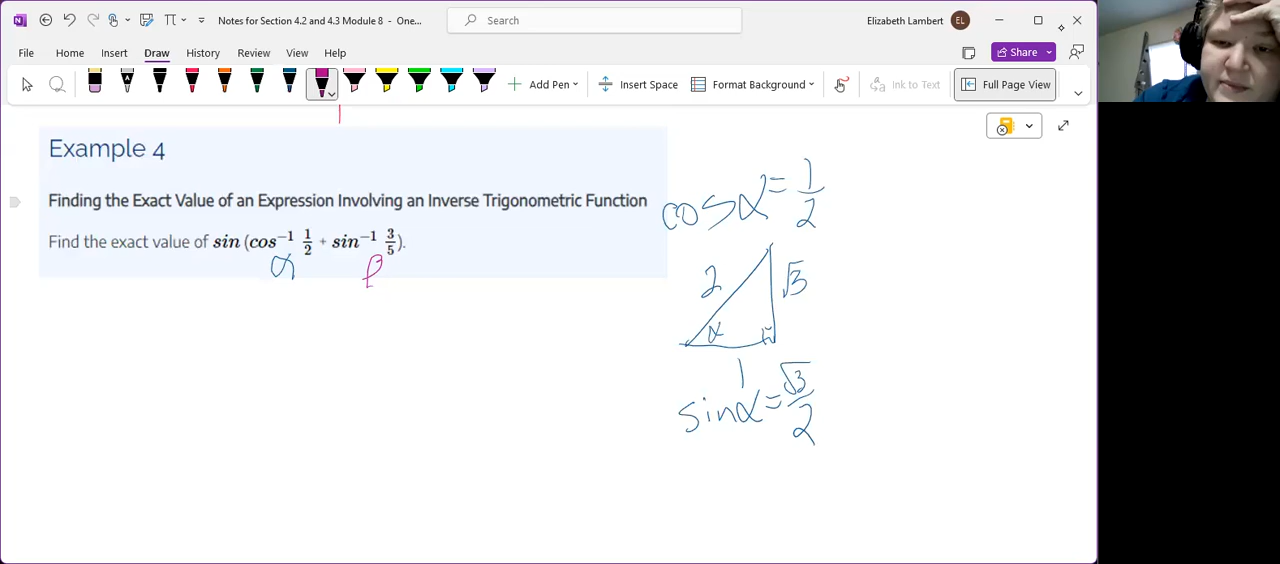 Notes for Section 4.2 and 4.3 Module 8 - One...
Search
Elizabeth Lambert
EL
File Home Insert Draw History Review View Help
Share
Add Pen
Insert Space
Format Background
Ink to Text
Full Page View
Example 4
Finding the Exact Value of an Expression Involving an Inverse Trigonometric Function
Find the exact value of sin (cos⁻¹ 1/2 + sin⁻¹ 3/5).
α β
cosα = 1/2
2 √3
α
1
sinα = √3/2